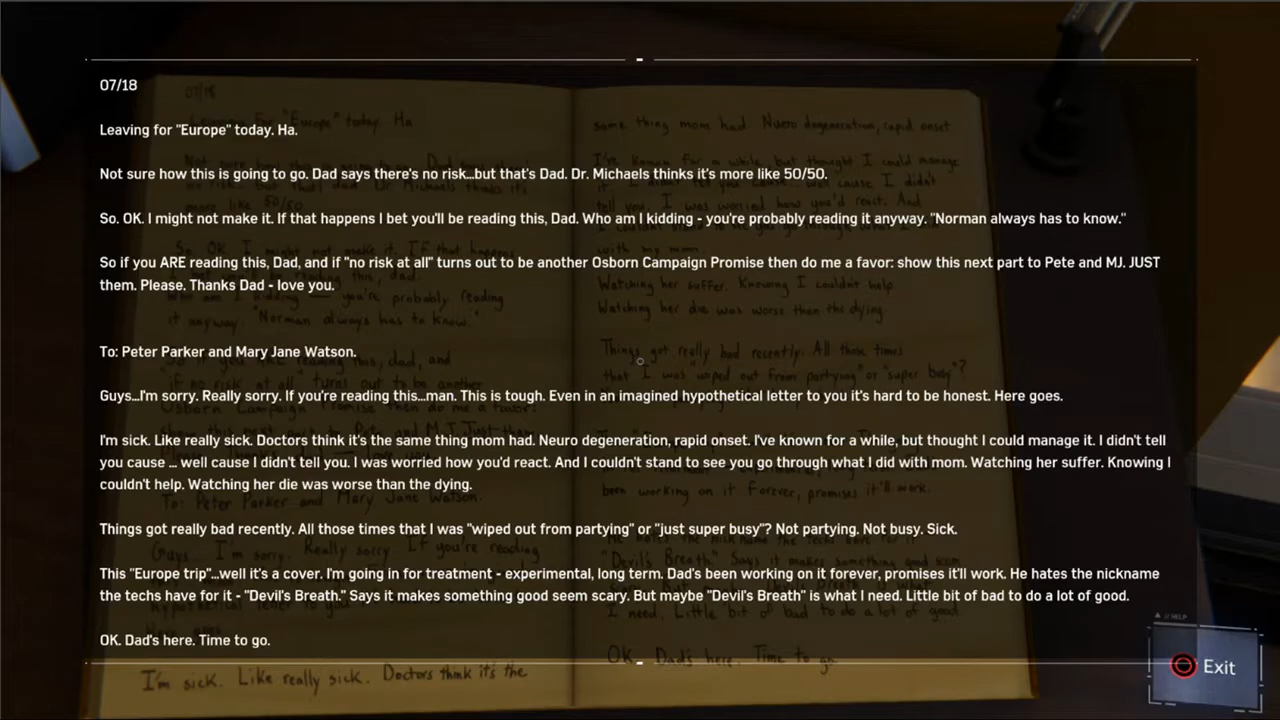 07/18
Leaving for "Europe" today. Ha.
Not sure how this is going to go. Dad says there's no risk...but that's Dad. Dr. Michaels thinks it's more like 50/50.
So. OK. I might not make it. If that happens I bet you'll be reading this, Dad. Who am I kidding - you're probably reading it anyway. "Norman always has to know."
So if you ARE reading this, Dad, and if "no risk at all" turns out to be another Osborn Campaign Promise then do me a favor: show this next part to Pete and MJ. JUST
them. Please. Thanks Dad - love you.
To: Peter Parker and Mary Jane Watson.
Guys...I'm sorry. Really sorry. If you're reading this...man. This is tough. Even in an imagined hypothetical letter to you it's hard to be honest. Here goes.
I'm sick. Like really sick. Doctors think it's the same thing mom had. Neuro degeneration, rapid onset. I've known for a while, but thought I could manage it. I didn't tell
you cause ... well cause I didn't tell you. I was worried how you'd react. And I couldn't stand to see you go through what I did with mom. Watching her suffer. Knowing I
couldn't help. Watching her die was worse than the dying.
Things got really bad recently. All those times that I was "wiped out from partying" or "just super busy"? Not partying. Not busy. Sick.
This "Europe trip"...well it's a cover. I'm going in for treatment - experimental, long term. Dad's been working on it forever, promises it'll work. He hates the nickname
the techs have for it - "Devil's Breath." Says it makes something good seem scary. But maybe "Devil's Breath" is what I need. Little bit of bad to do a lot of good.
OK. Dad's here. Time to go.
I'm sick. Like really sick. Doctors think it's the
OK. Dad's here. Time to go.
// HELP
Exit